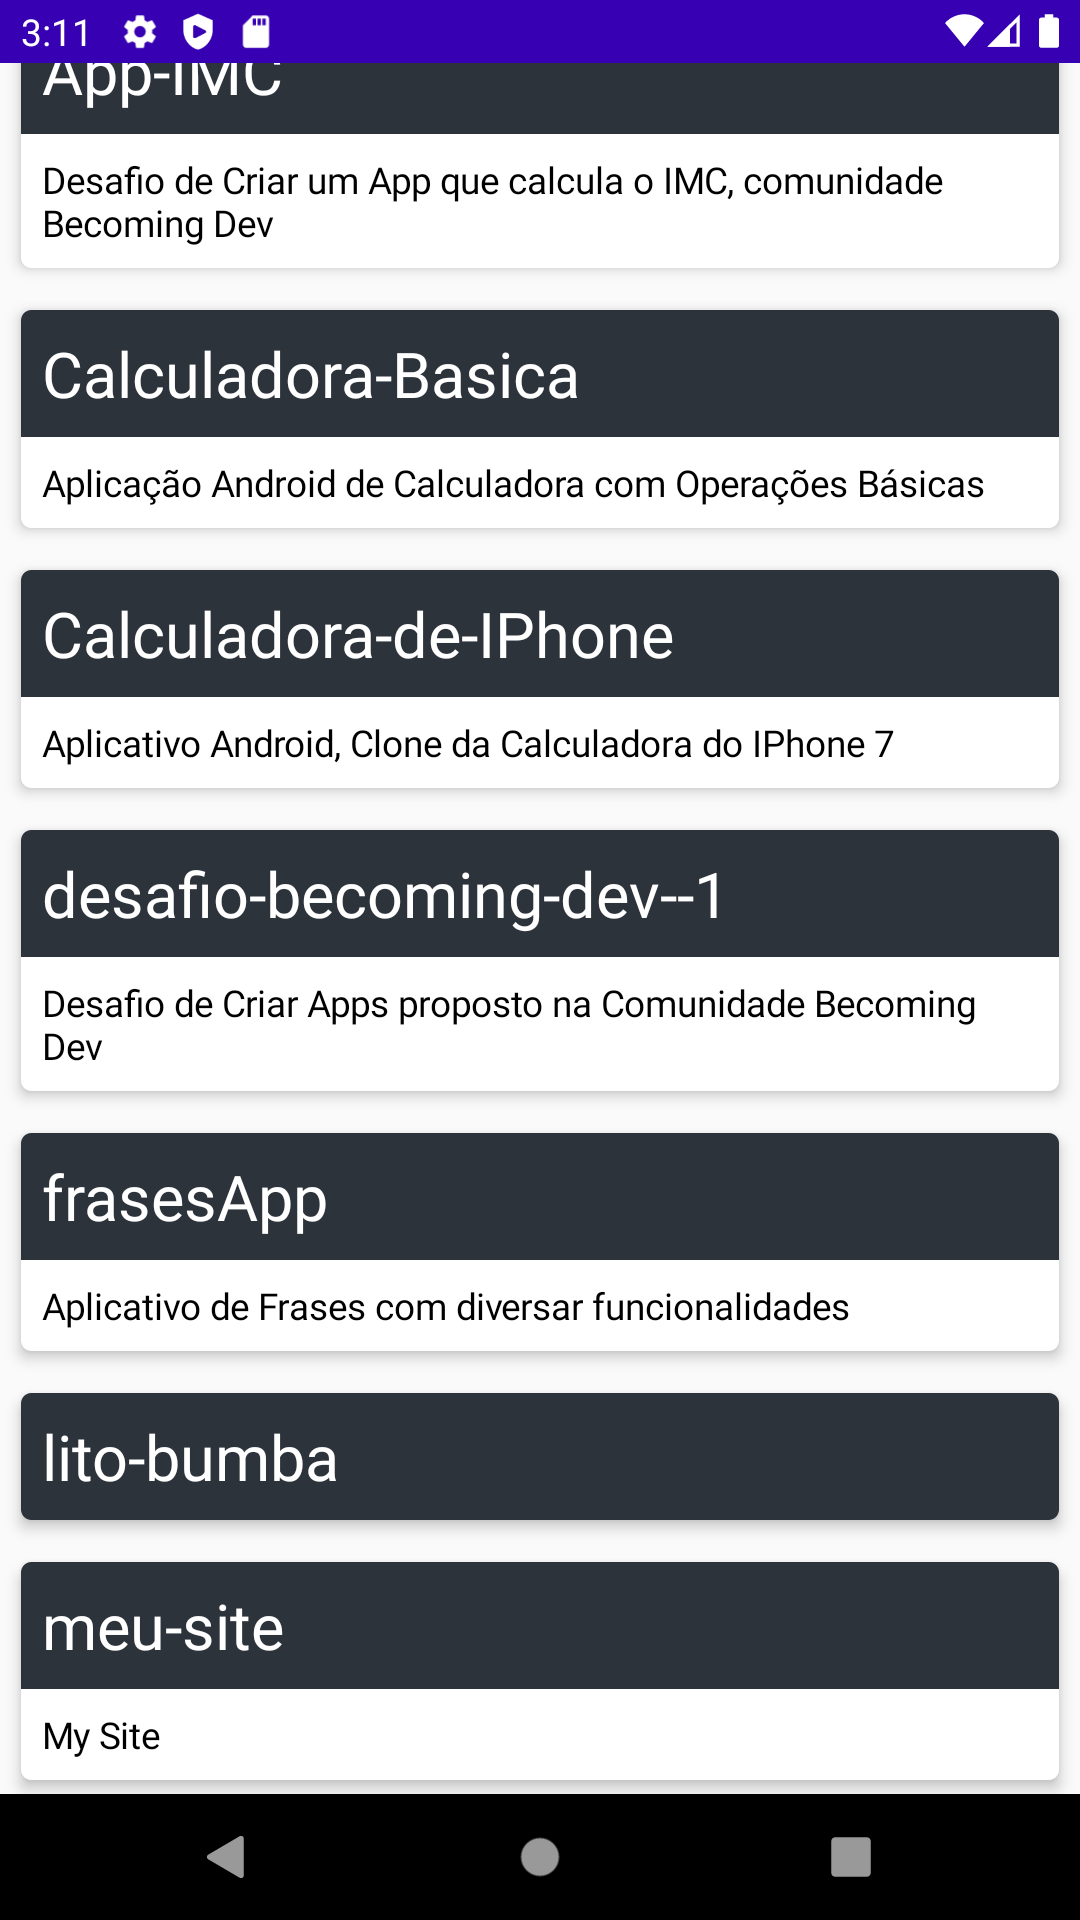 3:11
App-IMC
Desafio de Criar um App que calcula o IMC, comunidade
Becoming Dev
Calculadora-Basica
Aplicação Android de Calculadora com Operações Básicas
Calculadora-de-IPhone
Aplicativo Android, Clone da Calculadora do IPhone 7
desafio-becoming-dev--1
Desafio de Criar Apps proposto na Comunidade Becoming
Dev
frasesApp
Aplicativo de Frases com diversar funcionalidades
lito-bumba
meu-site
My Site